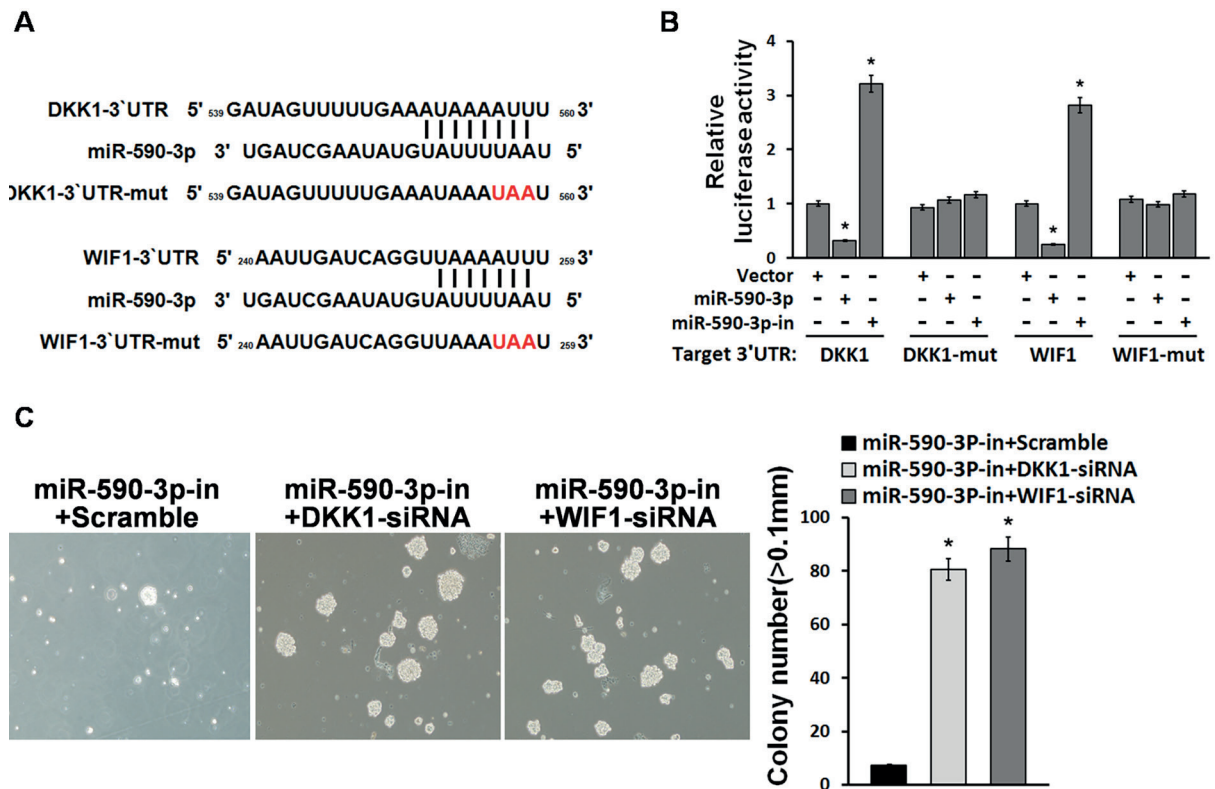 A
DKK1-3`UTR 5' 539 GAUAGUUUUUGAAAUAAAAUUU 560 3'
miR-590-3p 3' UGAUCGAAUAUGUAUUUUAAU 5'
DKK1-3`UTR-mut 5' 539 GAUAGUUUUUGAAAUAAAUAAU 560 3'
WIF1-3`UTR 5' 240 AAUUGAUCAGGUUAAAAUUU 259 3'
miR-590-3p 3' UGAUCGAAUAUGUAUUUUAAU 5'
WIF1-3`UTR-mut 5' 240 AAUUGAUCAGGUUAAAUAAU 259 3'
B
Relative
luciferase activity
4
3
2
1
0
* * * *
Vector + - - + - - + - - + - -
miR-590-3p - + - - + - - + - - + -
miR-590-3p-in - - + - - + - - + - - +
Target 3'UTR: DKK1 DKK1-mut WIF1 WIF1-mut
C
miR-590-3p-in
+Scramble
miR-590-3p-in
+DKK1-siRNA
miR-590-3p-in
+WIF1-siRNA
miR-590-3P-in+Scramble
miR-590-3P-in+DKK1-siRNA
miR-590-3P-in+WIF1-siRNA
Colony number(>0.1mm)
100
80
60
40
20
0
* *